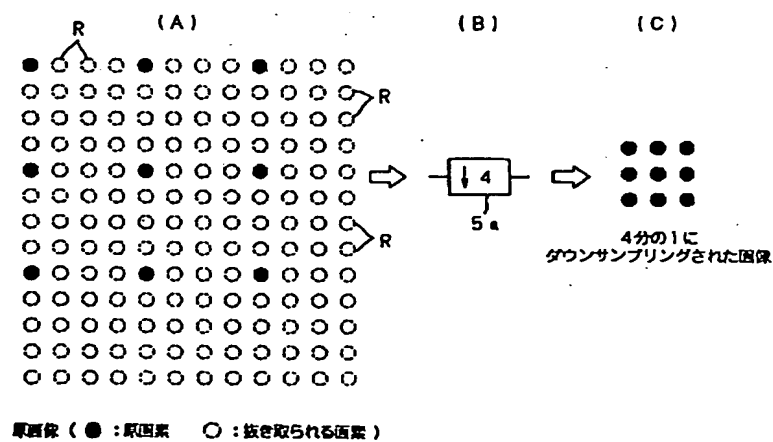 (A)
(B)
(C)
R
R
R
↓ 4
5a
4分の1に
ダウンサンプリングされた画像
原画像 ( ● : 原画素 ○ : 抜き取られる画素 )